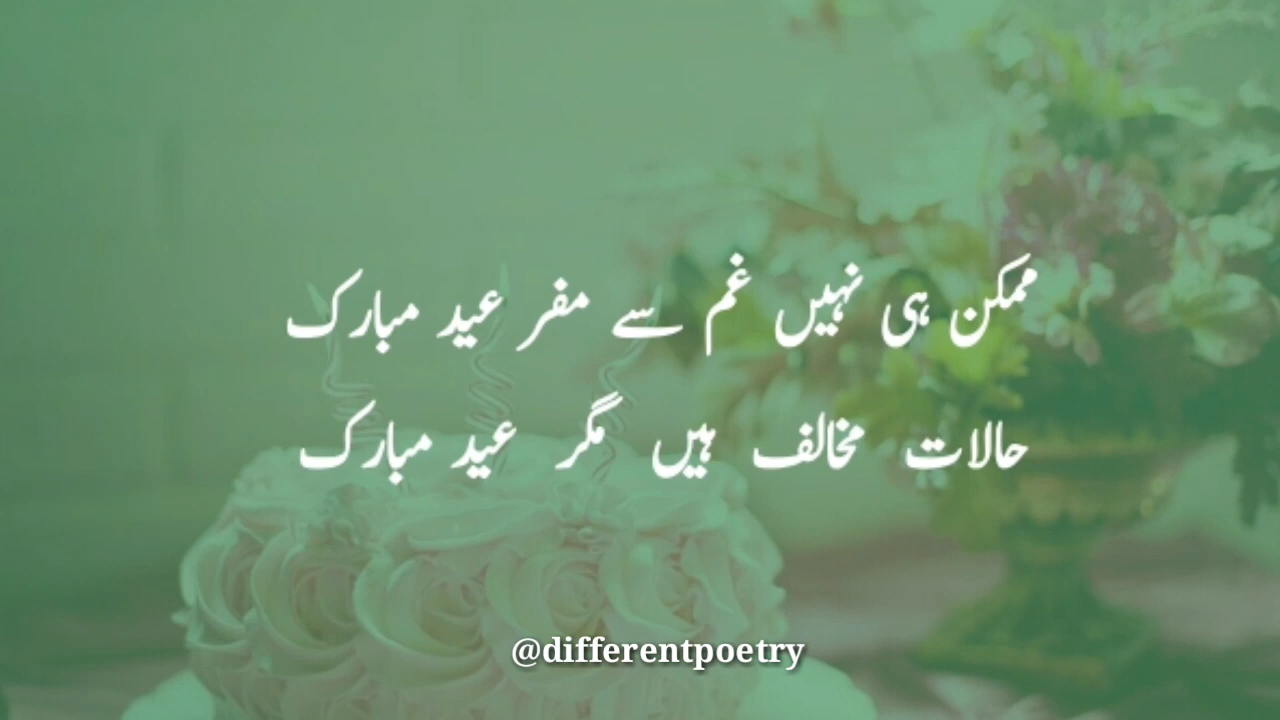 ممکن ہی نہیں غم سے مفر عید مبارک
حالات مخالف ہیں مگر عید مبارک
@differentpoetry